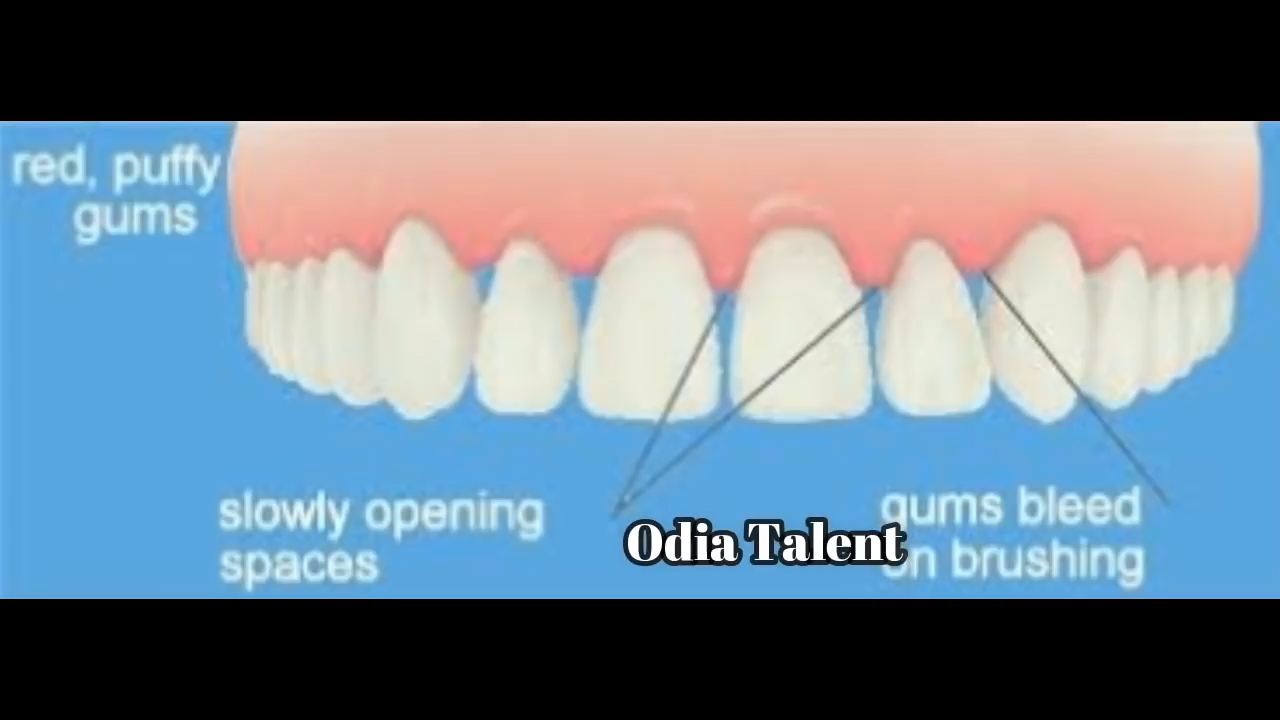 red, puffy
gums
slowly opening
spaces
gums bleed
on brushing
Odia Talent